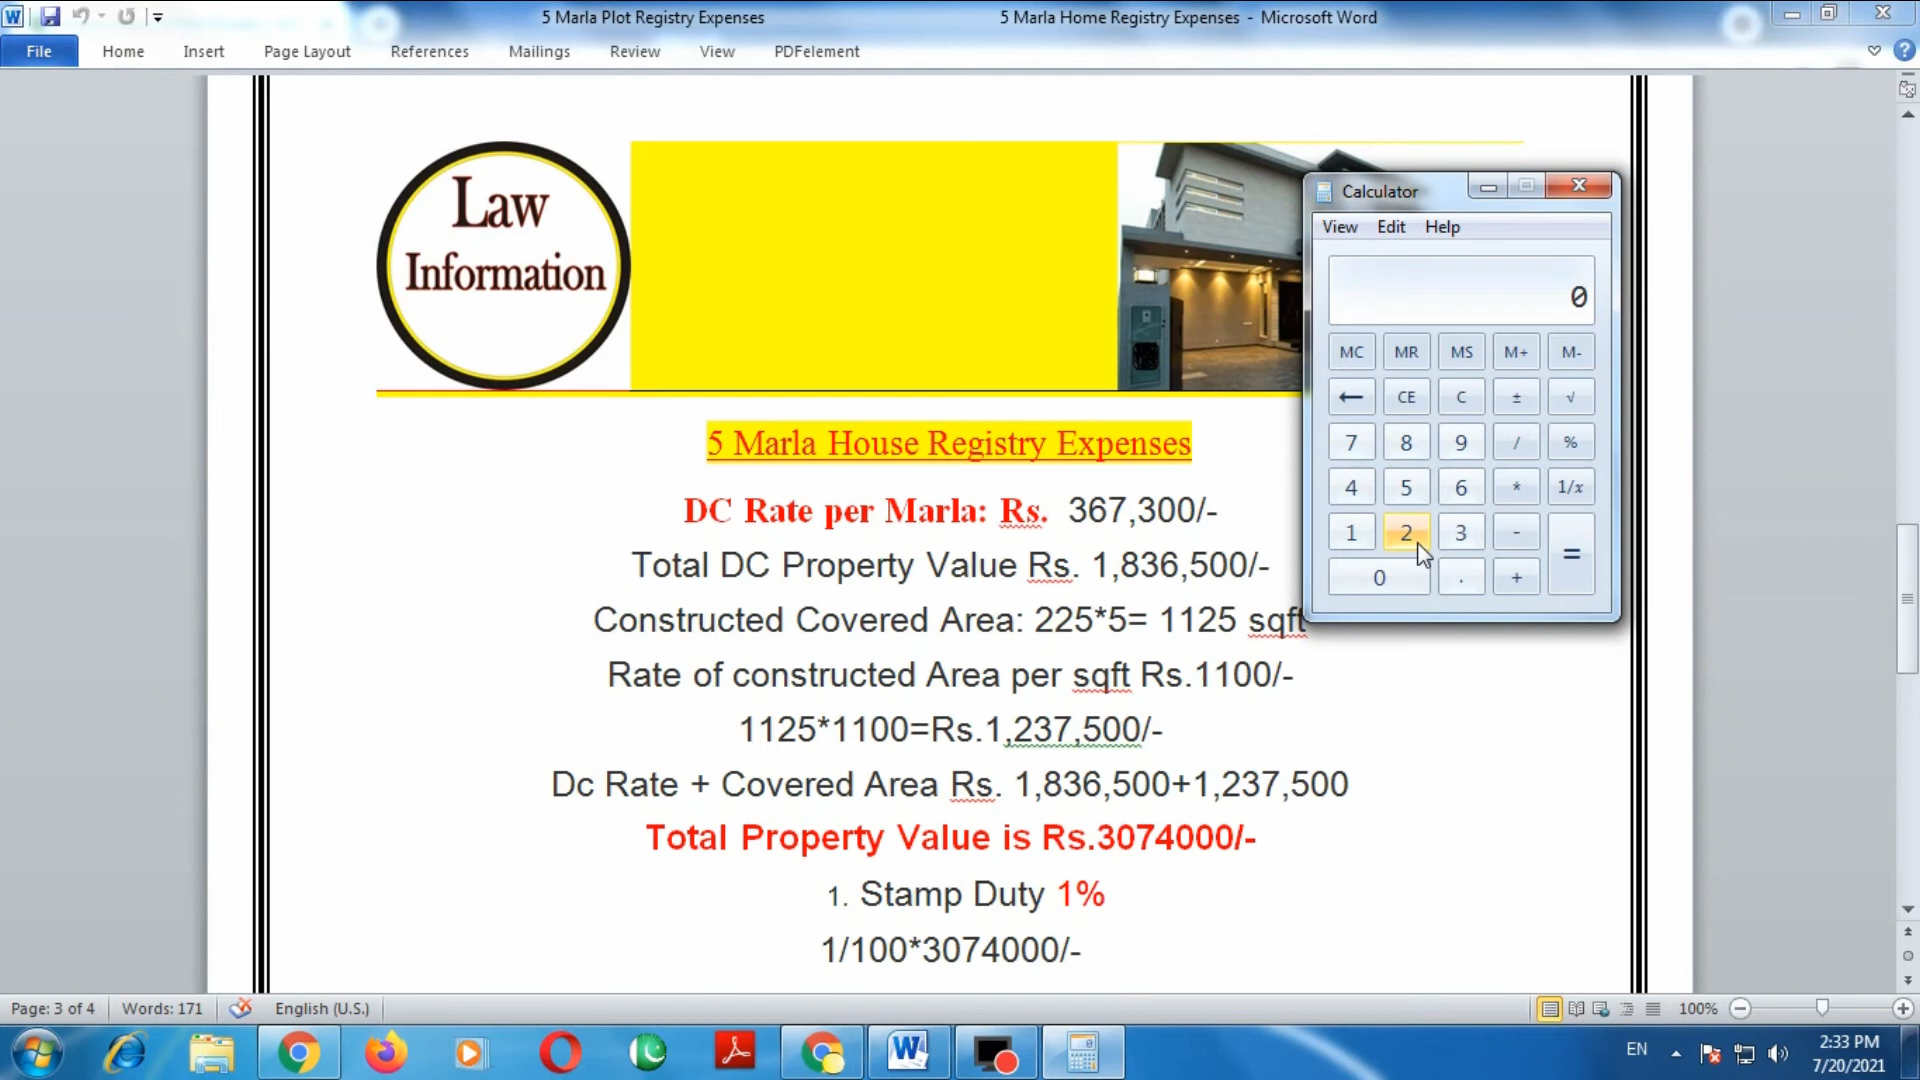 5 Marla Plot Registry Expenses 5 Marla Home Registry Expenses - Microsoft Word
File Home Insert Page Layout References Mailings Review View PDFelement
Law
Information
5 Marla House Registry Expenses
DC Rate per Marla: Rs. 367,300/-
Total DC Property Value Rs. 1,836,500/-
Constructed Covered Area: 225*5= 1125 sqft
Rate of constructed Area per sqft Rs.1100/-
1125*1100=Rs.1,237,500/-
Dc Rate + Covered Area Rs. 1,836,500+1,237,500
Total Property Value is Rs.3074000/-
1. Stamp Duty 1%
1/100*3074000/-
Calculator
View Edit Help
0
MC MR MS M+ M-
← CE C ± √
7 8 9 / %
4 5 6 * 1/x
1 2 3 - =
0 . +
Page: 3 of 4 Words: 171 English (U.S.) 100%
EN 2:33 PM
7/20/2021